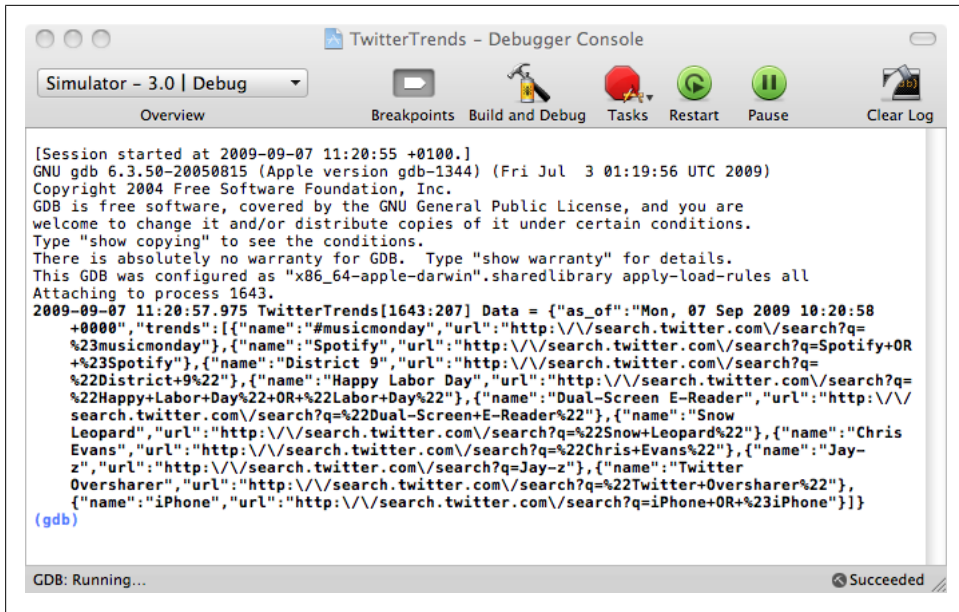 TwitterTrends – Debugger Console
Simulator – 3.0 | Debug
Overview
Breakpoints
Build and Debug
Tasks
Restart
Pause
Clear Log
[Session started at 2009-09-07 11:20:55 +0100.]
GNU gdb 6.3.50-20050815 (Apple version gdb-1344) (Fri Jul  3 01:19:56 UTC 2009)
Copyright 2004 Free Software Foundation, Inc.
GDB is free software, covered by the GNU General Public License, and you are
welcome to change it and/or distribute copies of it under certain conditions.
Type "show copying" to see the conditions.
There is absolutely no warranty for GDB.  Type "show warranty" for details.
This GDB was configured as "x86_64-apple-darwin".sharedlibrary apply-load-rules all
Attaching to process 1643.
2009-09-07 11:20:57.975 TwitterTrends[1643:207] Data = {"as_of":"Mon, 07 Sep 2009 10:20:58
+0000","trends":[{"name":"#musicmonday","url":"http:\/\/search.twitter.com\/search?q=
%23musicmonday"},{"name":"Spotify","url":"http:\/\/search.twitter.com\/search?q=Spotify+OR
+%23Spotify"},{"name":"District 9","url":"http:\/\/search.twitter.com\/search?q=
%22District+9%22"},{"name":"Happy Labor Day","url":"http:\/\/search.twitter.com\/search?q=
%22Happy+Labor+Day%22+OR+%22Labor+Day%22"},{"name":"Dual-Screen E-Reader","url":"http:\/\/
search.twitter.com\/search?q=%22Dual-Screen+E-Reader%22"},{"name":"Snow
Leopard","url":"http:\/\/search.twitter.com\/search?q=%22Snow+Leopard%22"},{"name":"Chris
Evans","url":"http:\/\/search.twitter.com\/search?q=%22Chris+Evans%22"},{"name":"Jay-
z","url":"http:\/\/search.twitter.com\/search?q=Jay-z"},{"name":"Twitter
Oversharer","url":"http:\/\/search.twitter.com\/search?q=%22Twitter+Oversharer%22"},
{"name":"iPhone","url":"http:\/\/search.twitter.com\/search?q=iPhone+OR+%23iPhone"}]}
(gdb)
GDB: Running...
Succeeded